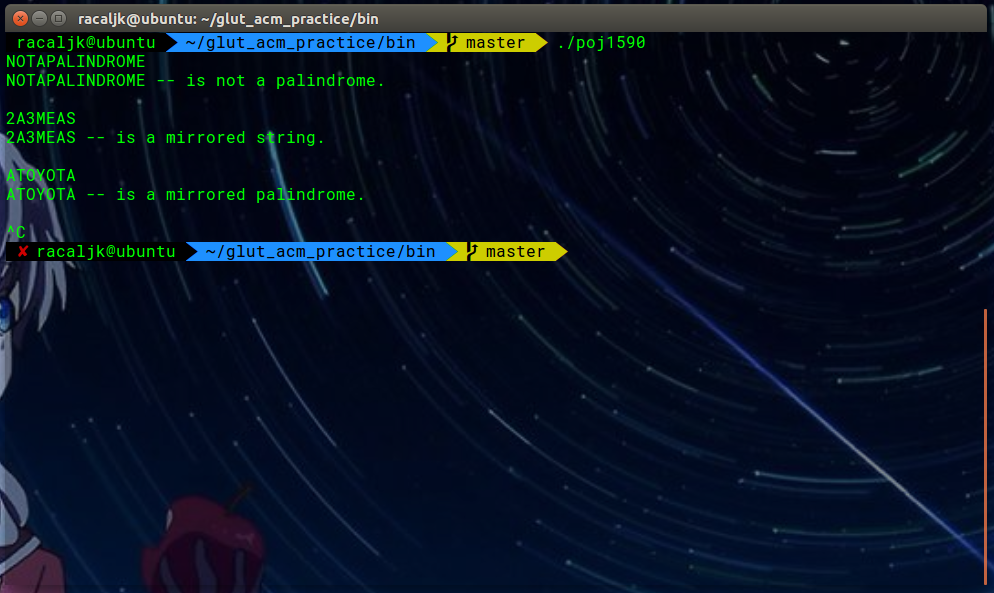 racaljk@ubuntu: ~/glut_acm_practice/bin
racaljk@ubuntu ~/glut_acm_practice/bin master ./poj1590
NOTAPALINDROME
NOTAPALINDROME -- is not a palindrome.
2A3MEAS
2A3MEAS -- is a mirrored string.
ATOYOTA
ATOYOTA -- is a mirrored palindrome.
^C
✘ racaljk@ubuntu ~/glut_acm_practice/bin master